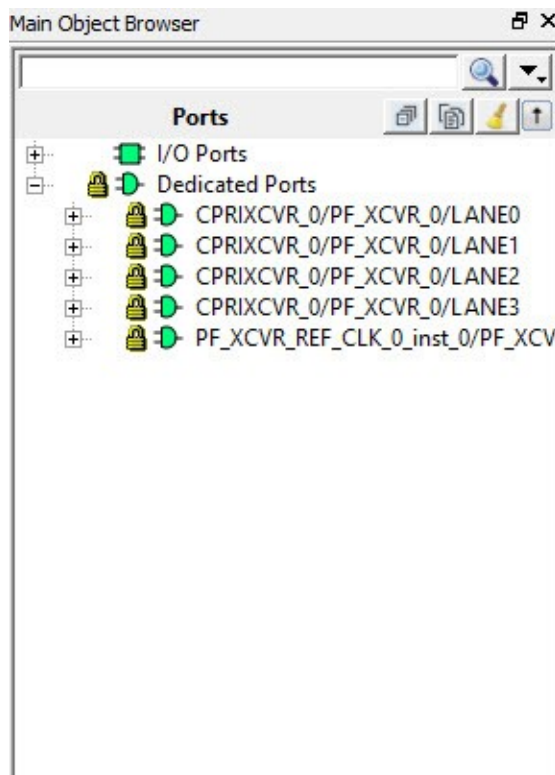 Main Object Browser
Ports
I/O Ports
Dedicated Ports
CPRIXCVR_0/PF_XCVR_0/LANE0
CPRIXCVR_0/PF_XCVR_0/LANE1
CPRIXCVR_0/PF_XCVR_0/LANE2
CPRIXCVR_0/PF_XCVR_0/LANE3
PF_XCVR_REF_CLK_0_inst_0/PF_XCV